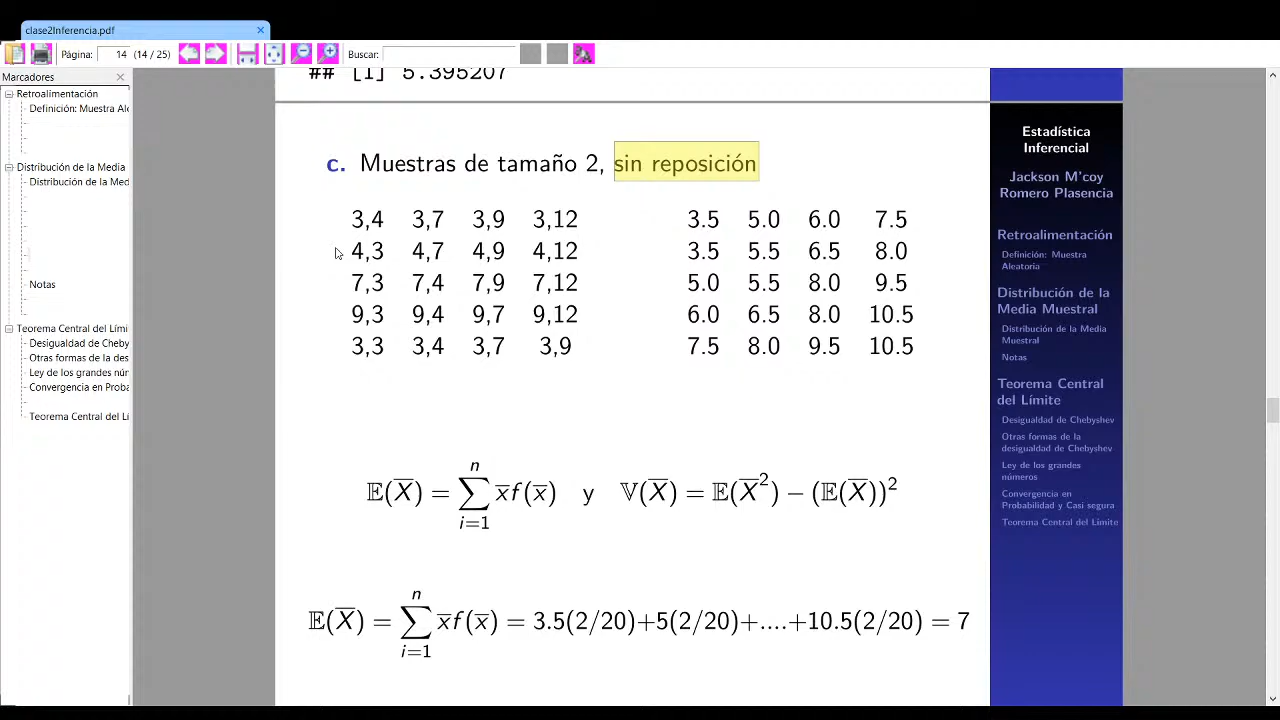 clase2Inferencia.pdf
Página: 14 (14 / 25) Buscar:
Marcadores
Retroalimentación
Definición: Muestra Ale
Distribución de la Med
Distribución de la Med
Notas
Teorema Central del Límit
Desigualdad de Cheby
Otras formas de la des
Ley de los grandes núr
Convergencia en Proba
Teorema Central del Lí
## [1] 5.395207
c. Muestras de tamaño 2, sin reposición
3,4 3,7 3,9 3,12 3.5 5.0 6.0 7.5
4,3 4,7 4,9 4,12 3.5 5.5 6.5 8.0
7,3 7,4 7,9 7,12 5.0 5.5 8.0 9.5
9,3 9,4 9,7 9,12 6.0 6.5 8.0 10.5
3,3 3,4 3,7 3,9 7.5 8.0 9.5 10.5
𝔼(X̅) = ∑ⁿᵢ₌₁ x̅f(x̅) y 𝕍(X̅) = 𝔼(X̅²) − (𝔼(X̅))²
𝔼(X̅) = ∑ⁿᵢ₌₁ x̅f(x̅) = 3.5(2/20)+5(2/20)+....+10.5(2/20) = 7
Estadística
Inferencial
Jackson M'coy
Romero Plasencia
Retroalimentación
Definición: Muestra
Aleatoria
Distribución de la
Media Muestral
Distribución de la Media
Muestral
Notas
Teorema Central
del Límite
Desigualdad de Chebyshev
Otras formas de la
desigualdad de Chebyshev
Ley de los grandes
números
Convergencia en
Probabilidad y Casi segura
Teorema Central del Límite